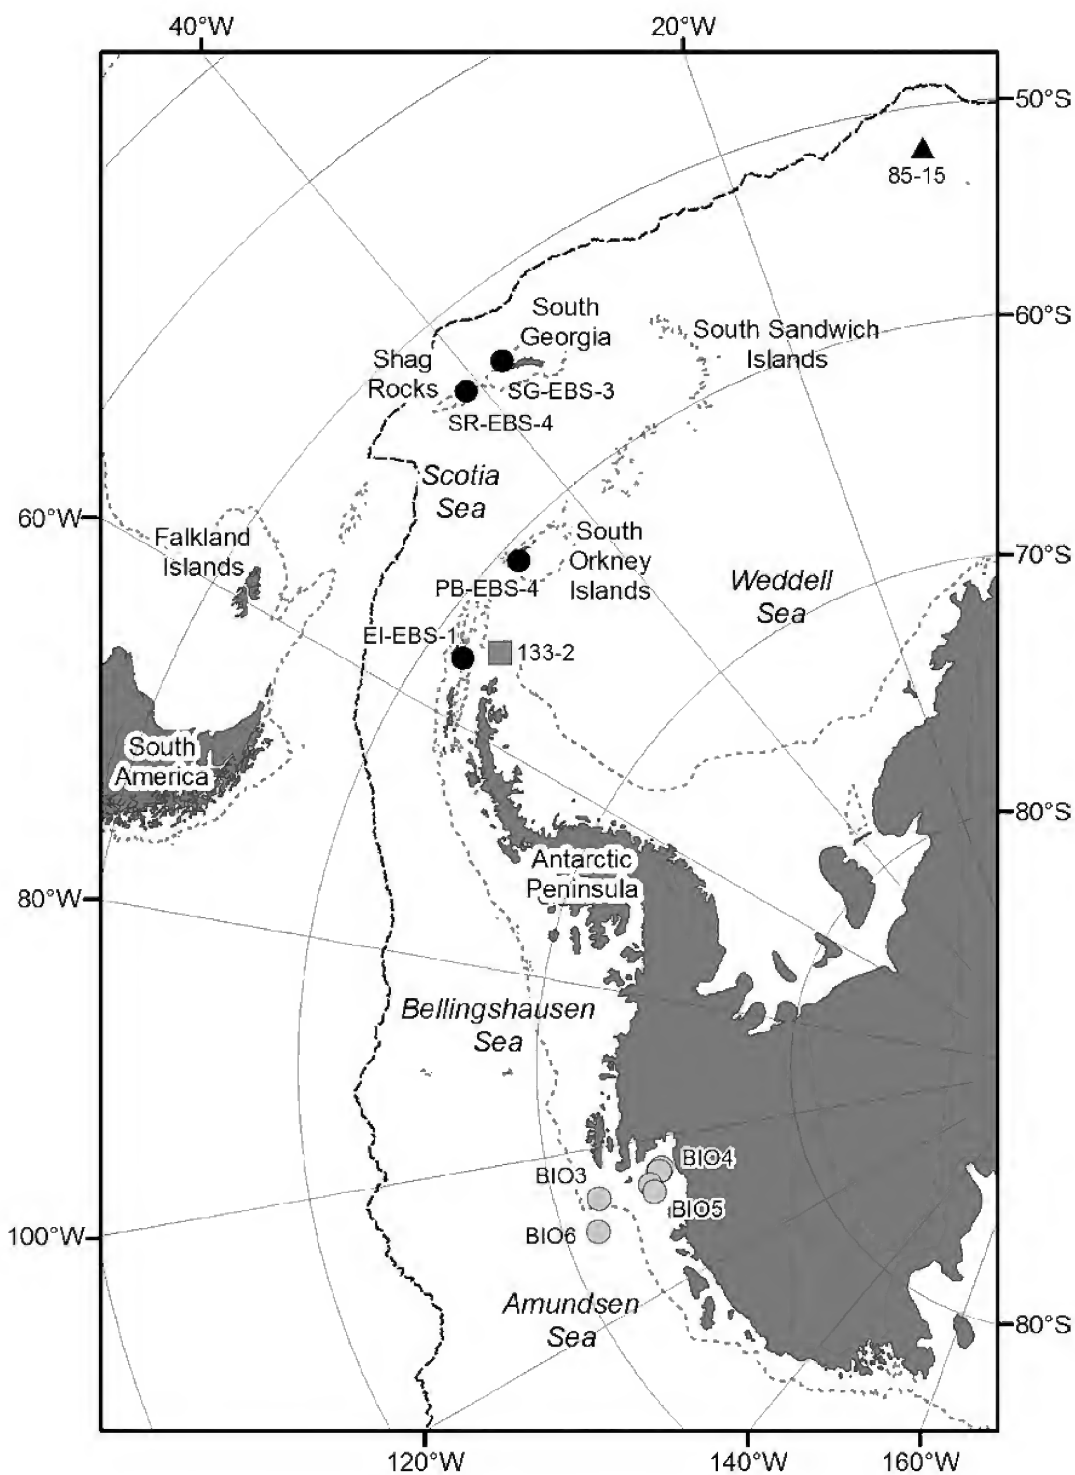 40°W
20°W
50°S
85-15
60°S
South
Georgia
South Sandwich
Islands
Shag
Rocks
SG-EBS-3
SR-EBS-4
Scotia
Sea
60°W
Falkland
Islands
South
Orkney
Islands
70°S
Weddell
Sea
PB-EBS-4
EI-EBS-1
133-2
South
America
80°S
Antarctic
Peninsula
80°W
Bellingshausen
Sea
BIO4
BIO3
BIO5
BIO6
100°W
Amundsen
Sea
80°S
120°W
140°W
160°W